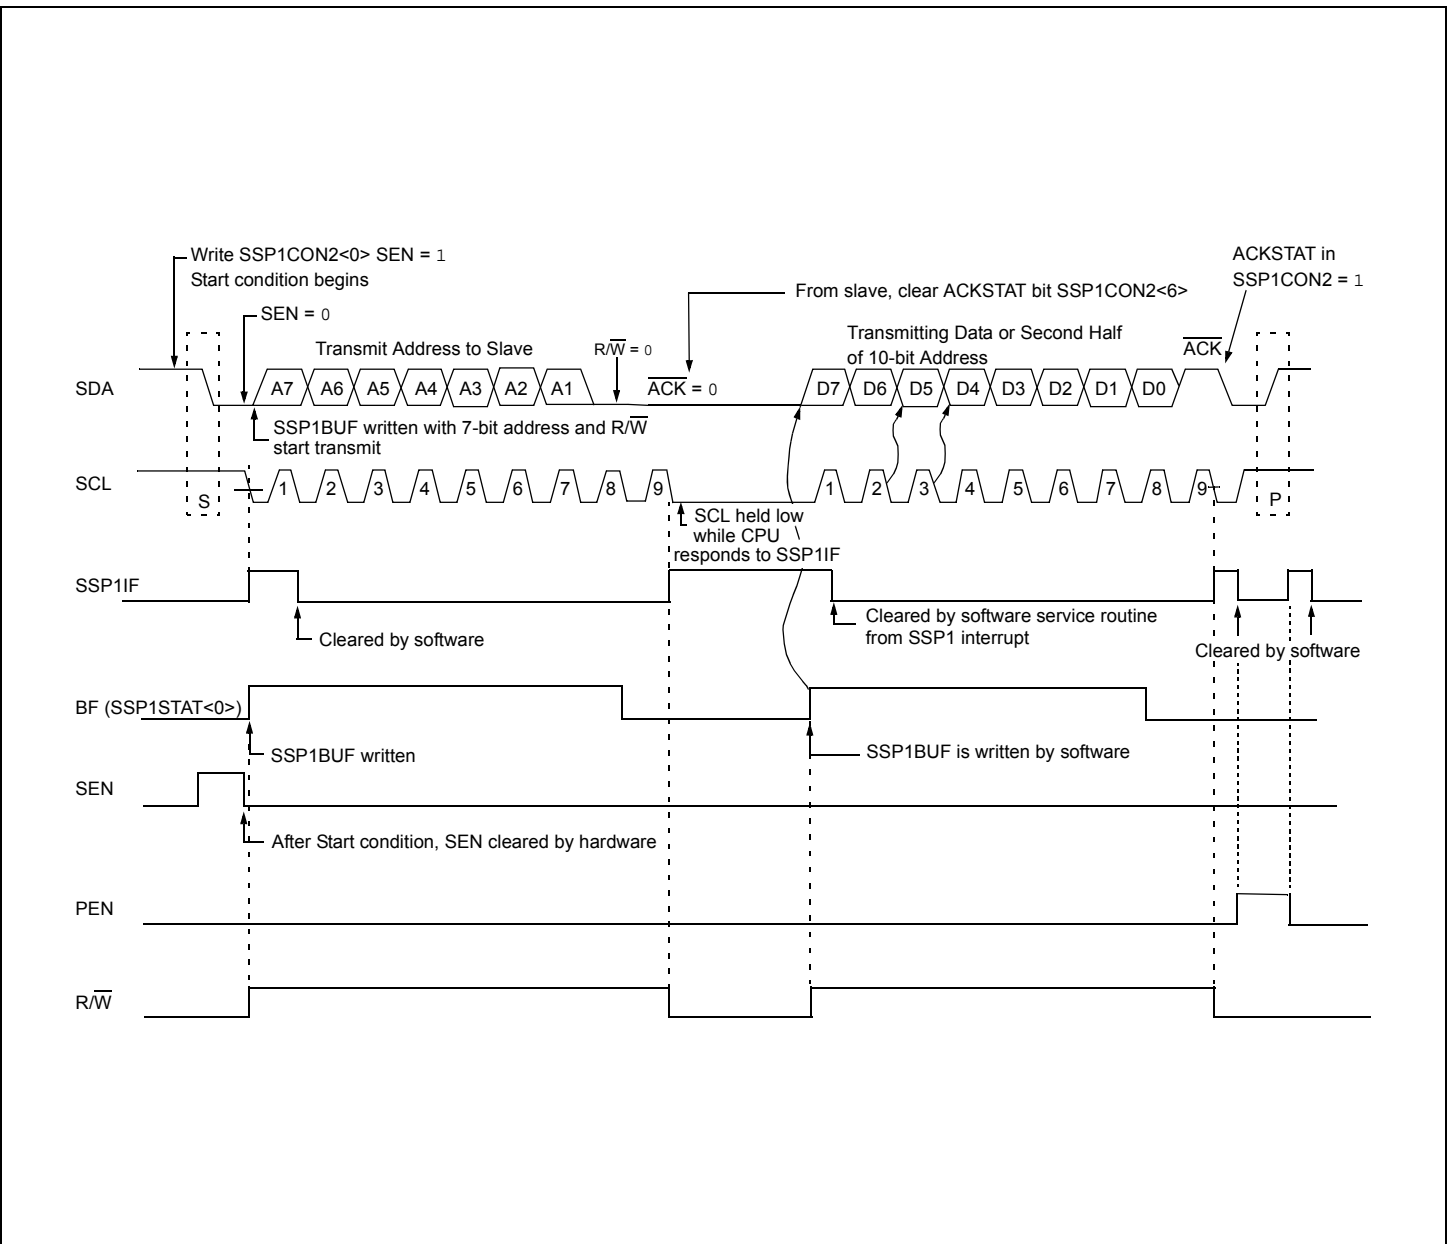 Write SSP1CON2<0> SEN = 1
Start condition begins
ACKSTAT in
SSP1CON2 = 1
From slave, clear ACKSTAT bit SSP1CON2<6>
SEN = 0
Transmit Address to Slave
R/W̅ = 0
Transmitting Data or Second Half
of 10-bit Address
A̅C̅K̅
SDA
A7 A6 A5 A4 A3 A2 A1
A̅C̅K̅ = 0
D7 D6 D5 D4 D3 D2 D1 D0
SSP1BUF written with 7-bit address and R/W̅
start transmit
SCL
S
1 2 3 4 5 6 7 8 9
1 2 3 4 5 6 7 8 9
P
SCL held low
while CPU
responds to SSP1IF
SSP1IF
Cleared by software
Cleared by software service routine
from SSP1 interrupt
Cleared by software
BF (SSP1STAT<0>)
SSP1BUF written
SSP1BUF is written by software
SEN
After Start condition, SEN cleared by hardware
PEN
R/W̅